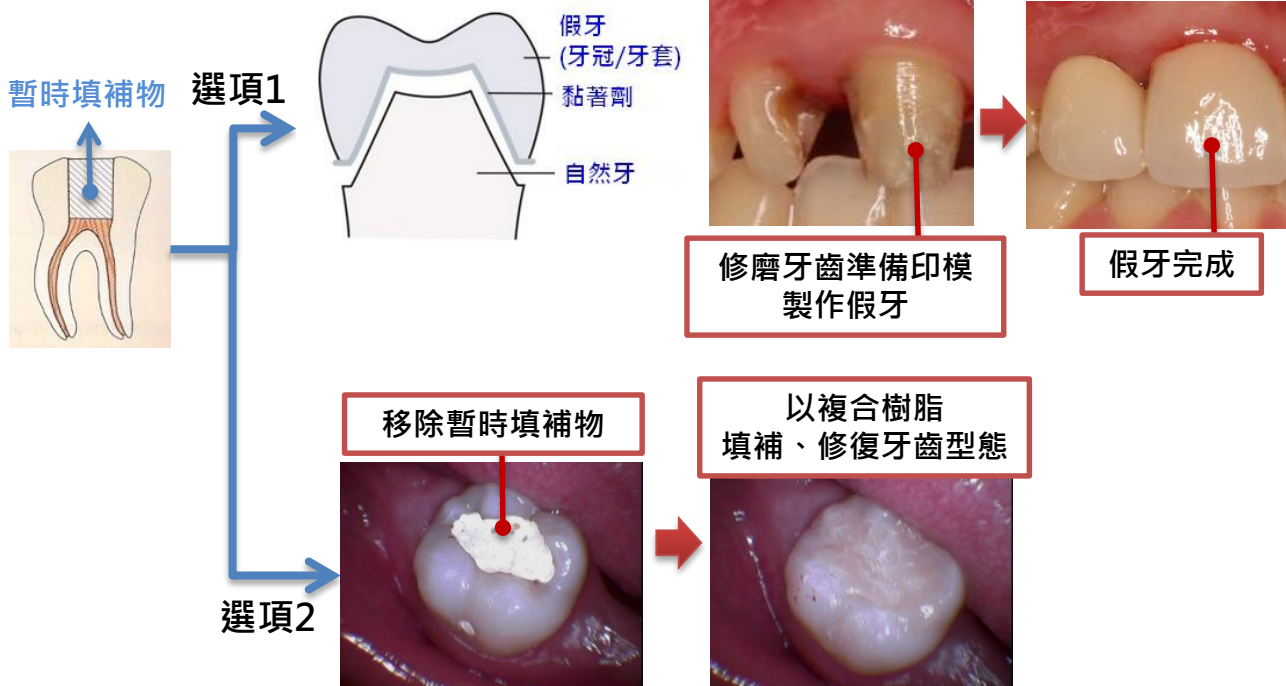 暫時填補物
選項1
假牙
(牙冠/牙套)
黏著劑
自然牙
修磨牙齒準備印模
製作假牙
假牙完成
選項2
移除暫時填補物
以複合樹脂
填補、修復牙齒型態